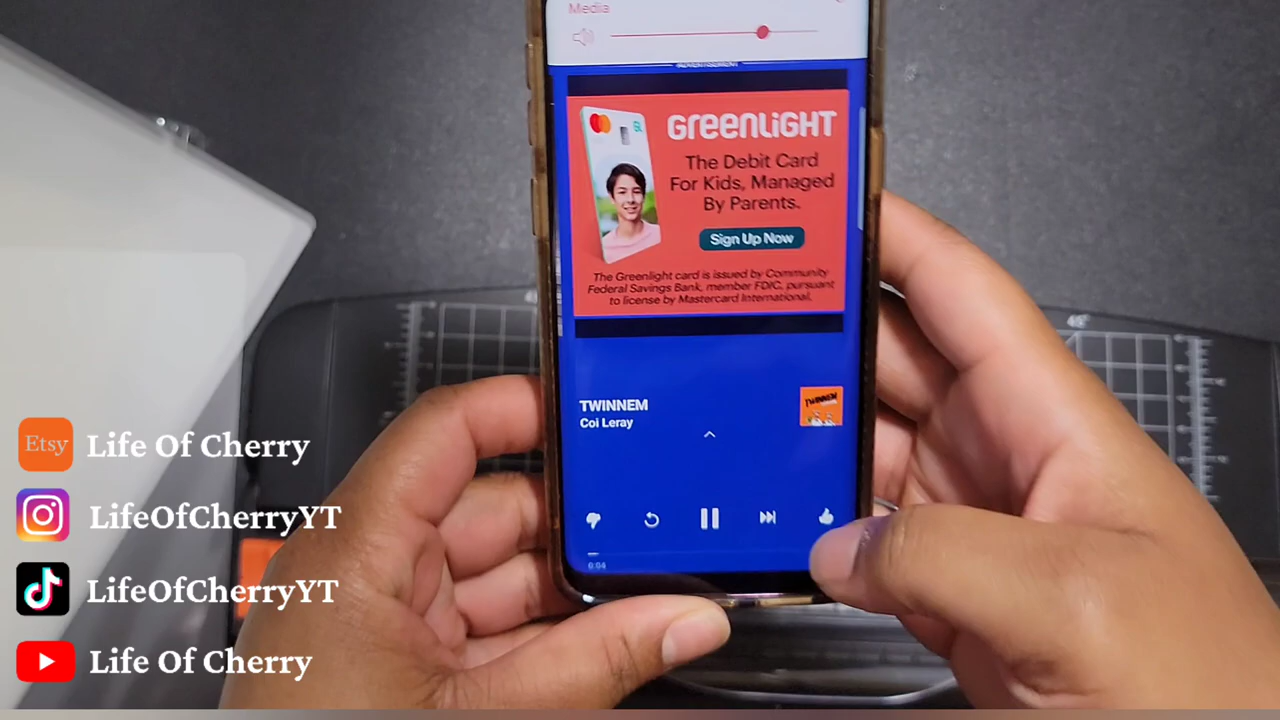 Media
ADVERTISEMENT
GREENLIGHT
The Debit Card
For Kids, Managed
By Parents.
Sign Up Now
The Greenlight card is issued by Community
Federal Savings Bank, member FDIC, pursuant
to license by Mastercard International.
TWINNEM
Coi Leray
TWINNEM
0:04
Etsy Life Of Cherry
LifeOfCherryYT
LifeOfCherryYT
Life Of Cherry